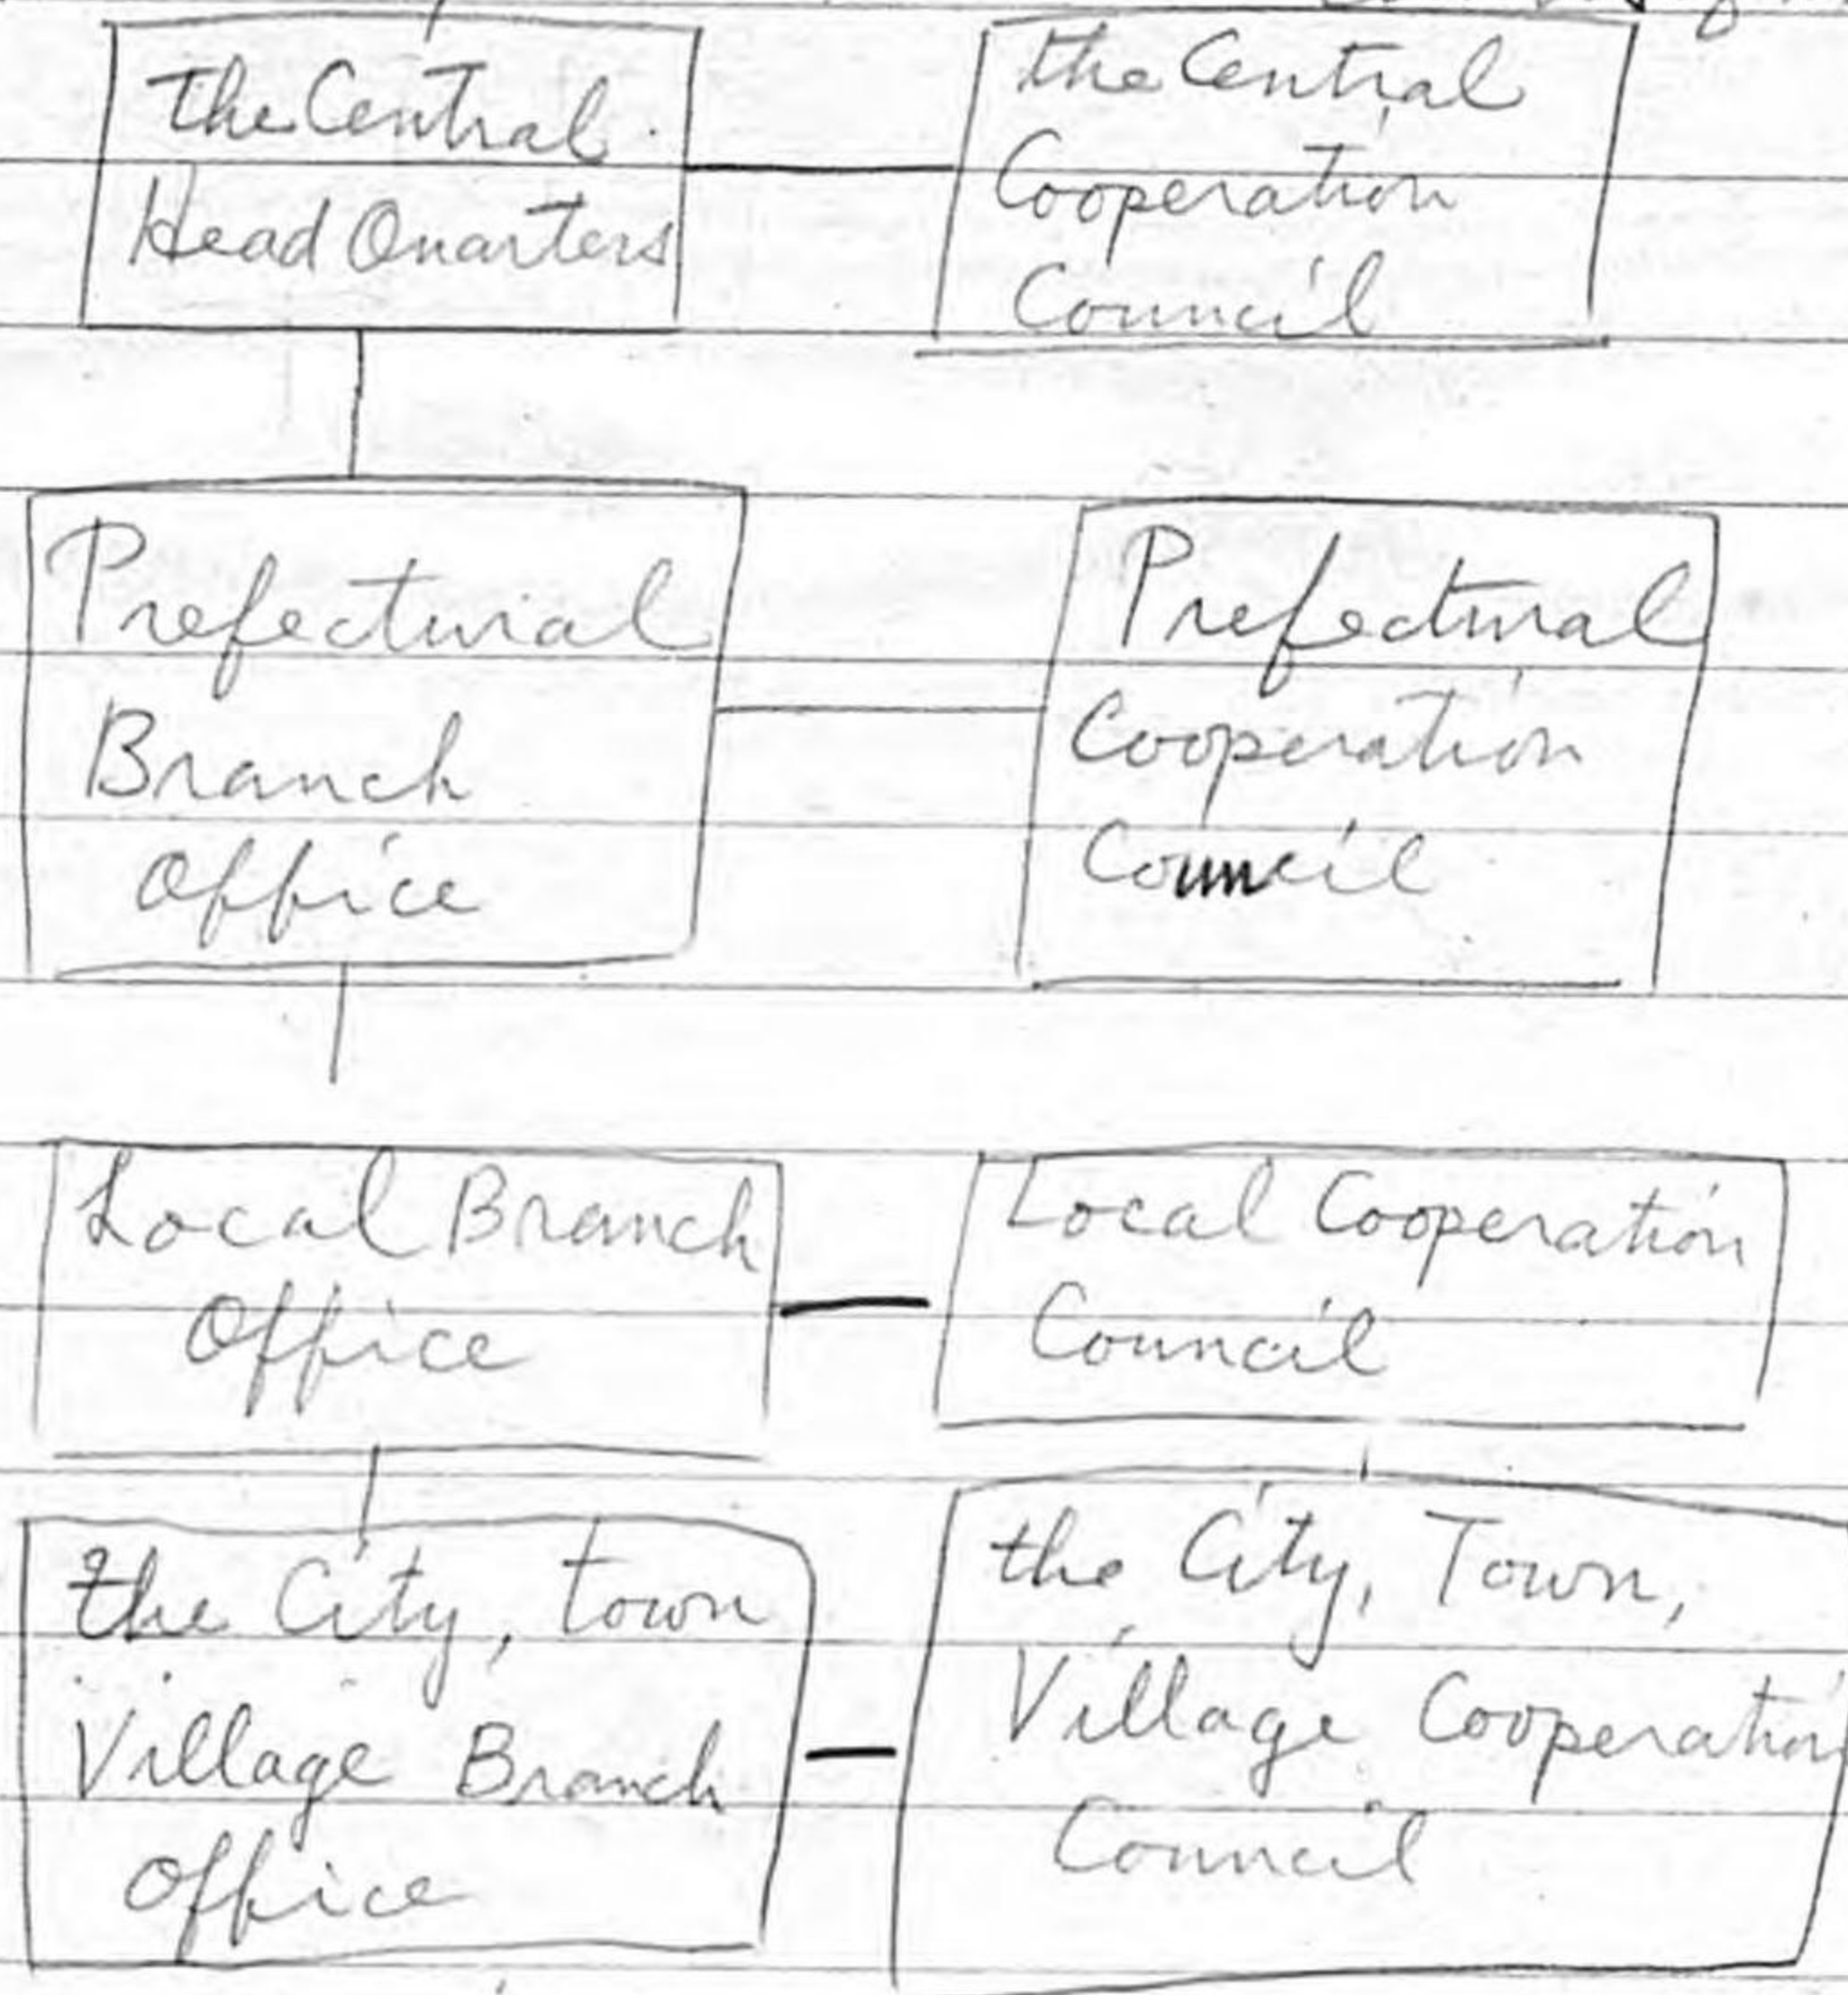 the Central
Head Quarters
the Central
Cooperation
Council
Prefecturial
Branch
Office
Prefectural
Cooperation
Council
Local Branch
Office
Local Cooperation
Council
the City, town
Village Branch
Office
the City, Town,
Village Cooperation
Council